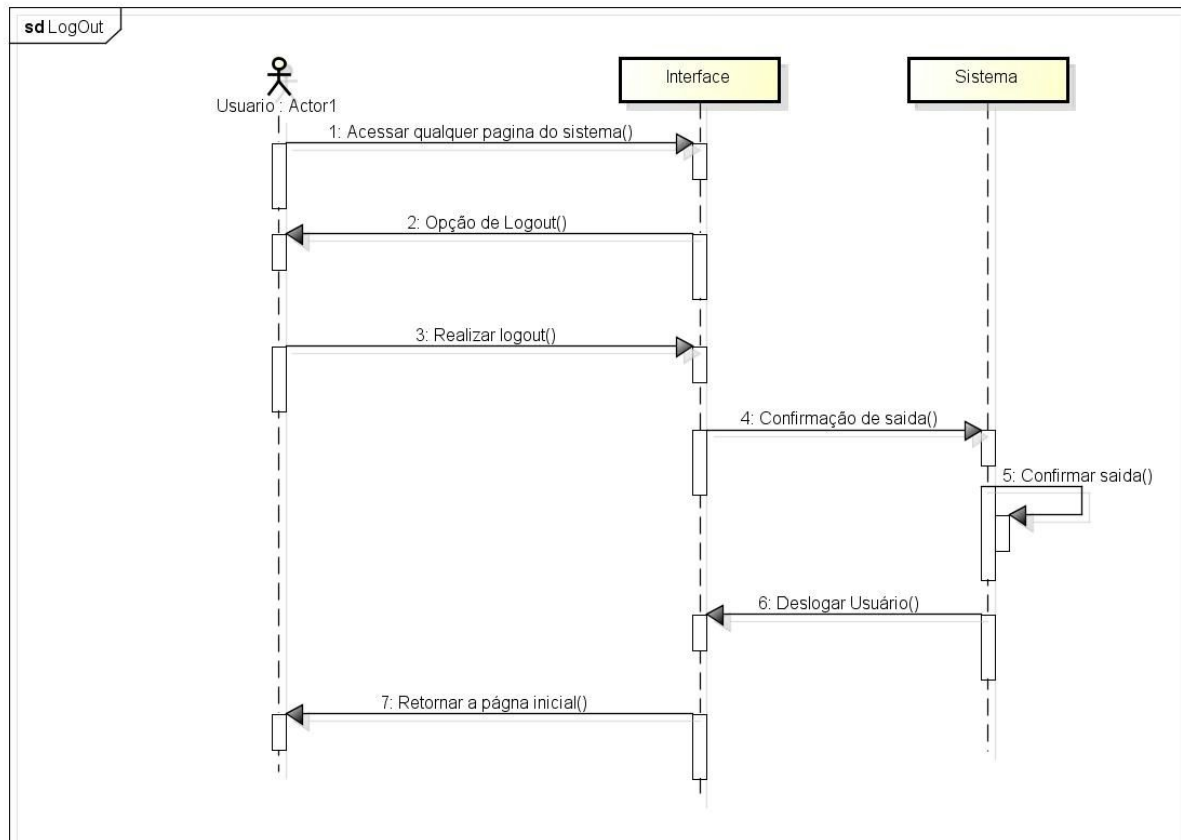 sd LogOut
Interface
Sistema
Usuario : Actor1
1: Acessar qualquer pagina do sistema()
2: Opção de Logout()
3: Realizar logout()
4: Confirmação de saida()
5: Confirmar saida()
6: Deslogar Usuário()
7: Retornar a págna inicial()